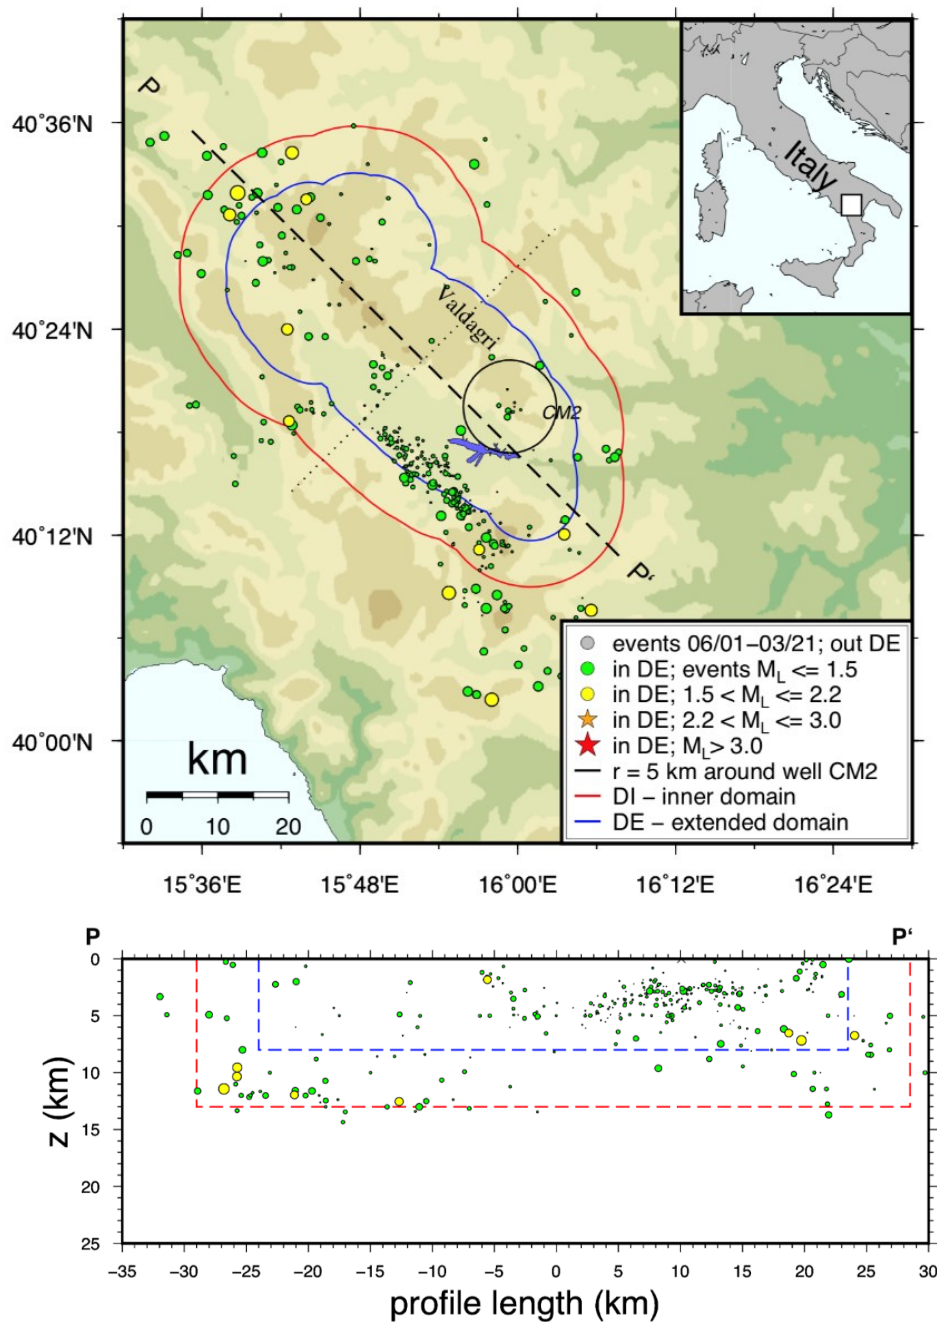 P
40°36'N
Italy
40°24'N
Valdagri
CM2
40°12'N
P‘
events 06/01–03/21; out DE
in DE; events M_L <= 1.5
in DE; 1.5 < M_L <= 2.2
in DE; 2.2 < M_L <= 3.0
in DE; M_L > 3.0
r = 5 km around well CM2
DI – inner domain
DE – extended domain
40°00'N
km
0 10 20
15°36'E 15°48'E 16°00'E 16°12'E 16°24'E
P P‘
0
5
10
15
20
25
z (km)
−35 −30 −25 −20 −15 −10 −5 0 5 10 15 20 25 30
profile length (km)